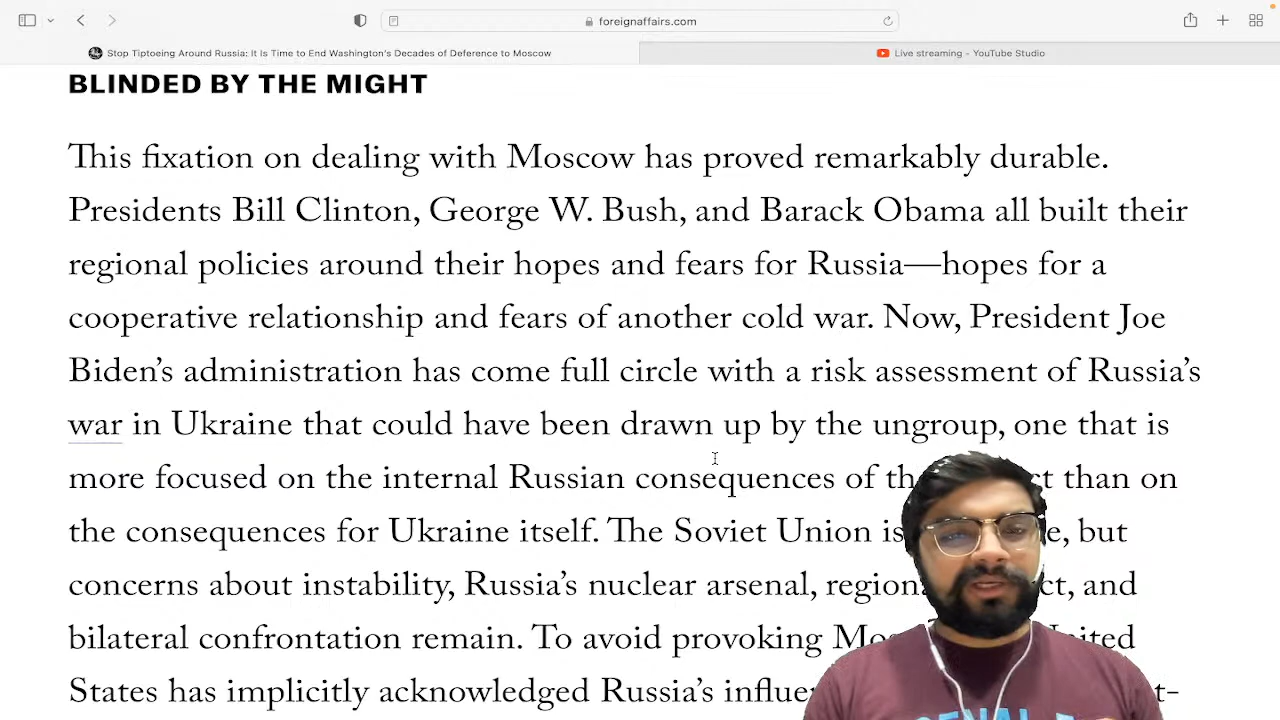 foreignaffairs.com
Stop Tiptoeing Around Russia: It Is Time to End Washington's Decades of Deference to Moscow
Live streaming - YouTube Studio
BLINDED BY THE MIGHT
This fixation on dealing with Moscow has proved remarkably durable.
Presidents Bill Clinton, George W. Bush, and Barack Obama all built their
regional policies around their hopes and fears for Russia—hopes for a
cooperative relationship and fears of another cold war. Now, President Joe
Biden’s administration has come full circle with a risk assessment of Russia’s
war in Ukraine that could have been drawn up by the ungroup, one that is
more focused on the internal Russian consequences of than on
the consequences for Ukraine itself. The Soviet Union is but
concerns about instability, Russia’s nuclear arsenal, and
bilateral confrontation remain. To avoid provoking
States has implicitly acknowledged Russia’s